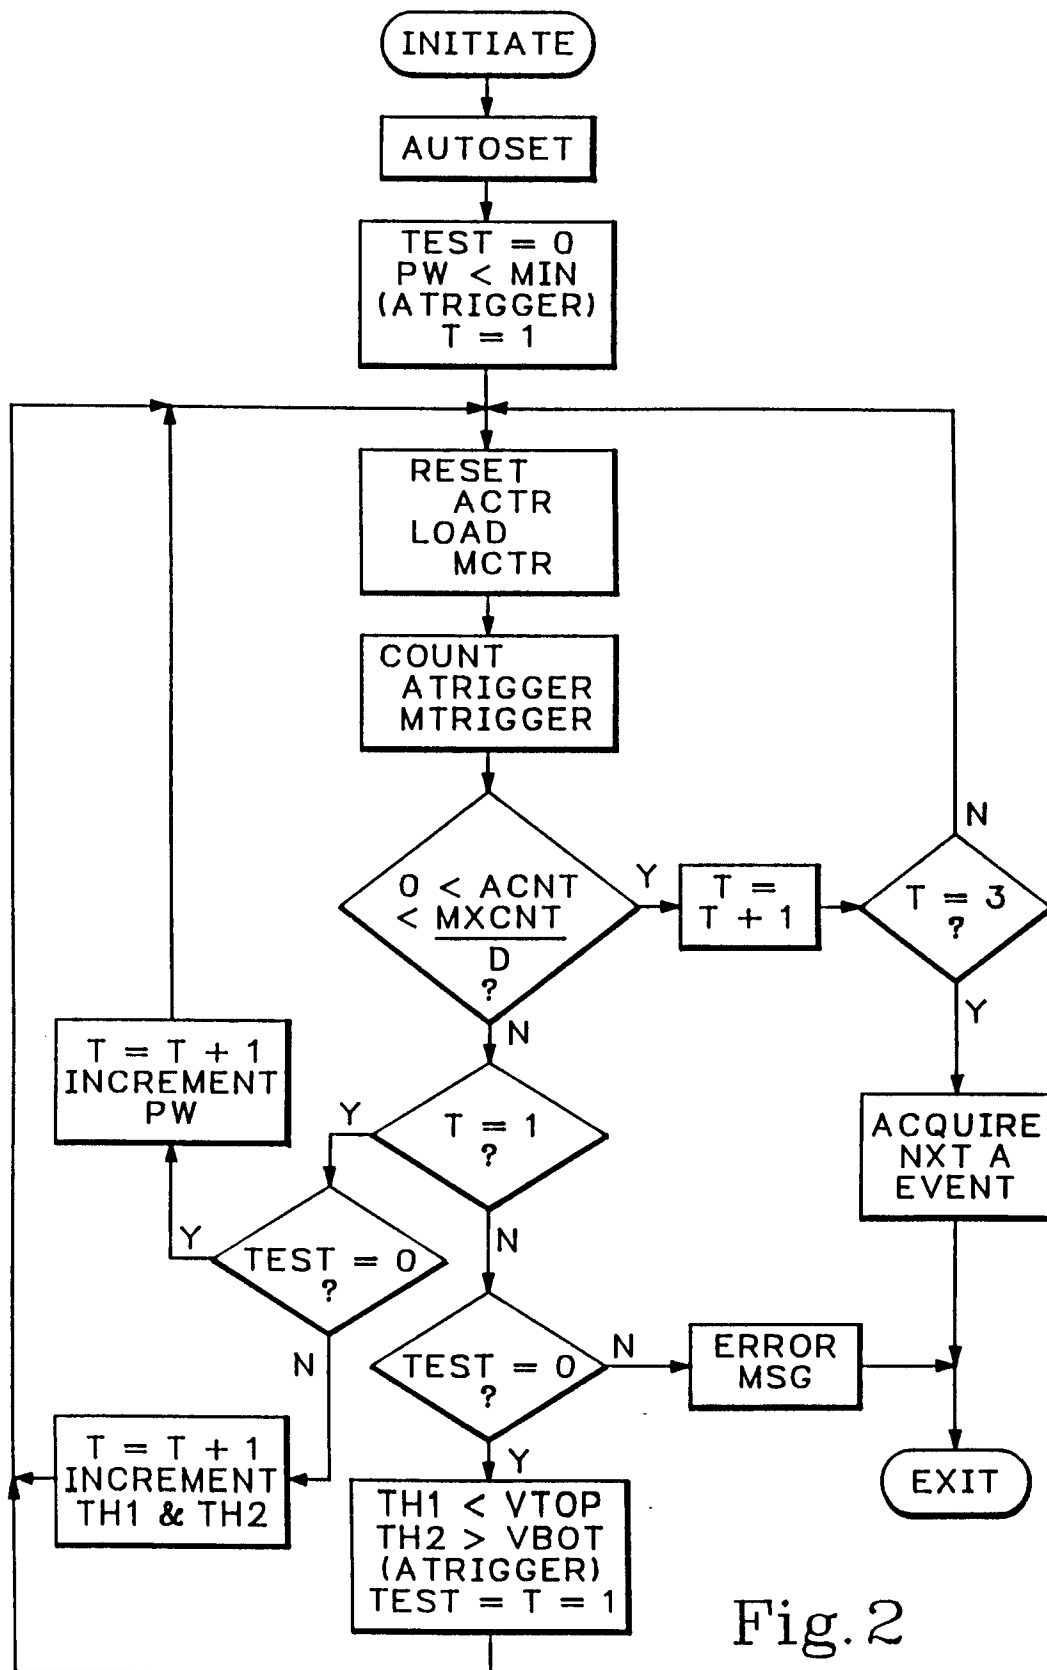 INITIATE
AUTOSET
TEST = 0
PW < MIN
(ATRIGGER)
T = 1
RESET
ACTR
LOAD
MCTR
COUNT
ATRIGGER
MTRIGGER
0 < ACNT
< MXCNT
D
?
Y
T =
T + 1
T = 3
?
N
Y
N
T = 1
?
Y
N
T = T + 1
INCREMENT
PW
ACQUIRE
NXT A
EVENT
Y
TEST = 0
?
N
TEST = 0
?
N
ERROR
MSG
Y
T = T + 1
INCREMENT
TH1 & TH2
EXIT
TH1 < VTOP
TH2 > VBOT
(ATRIGGER)
TEST = T = 1
Fig. 2